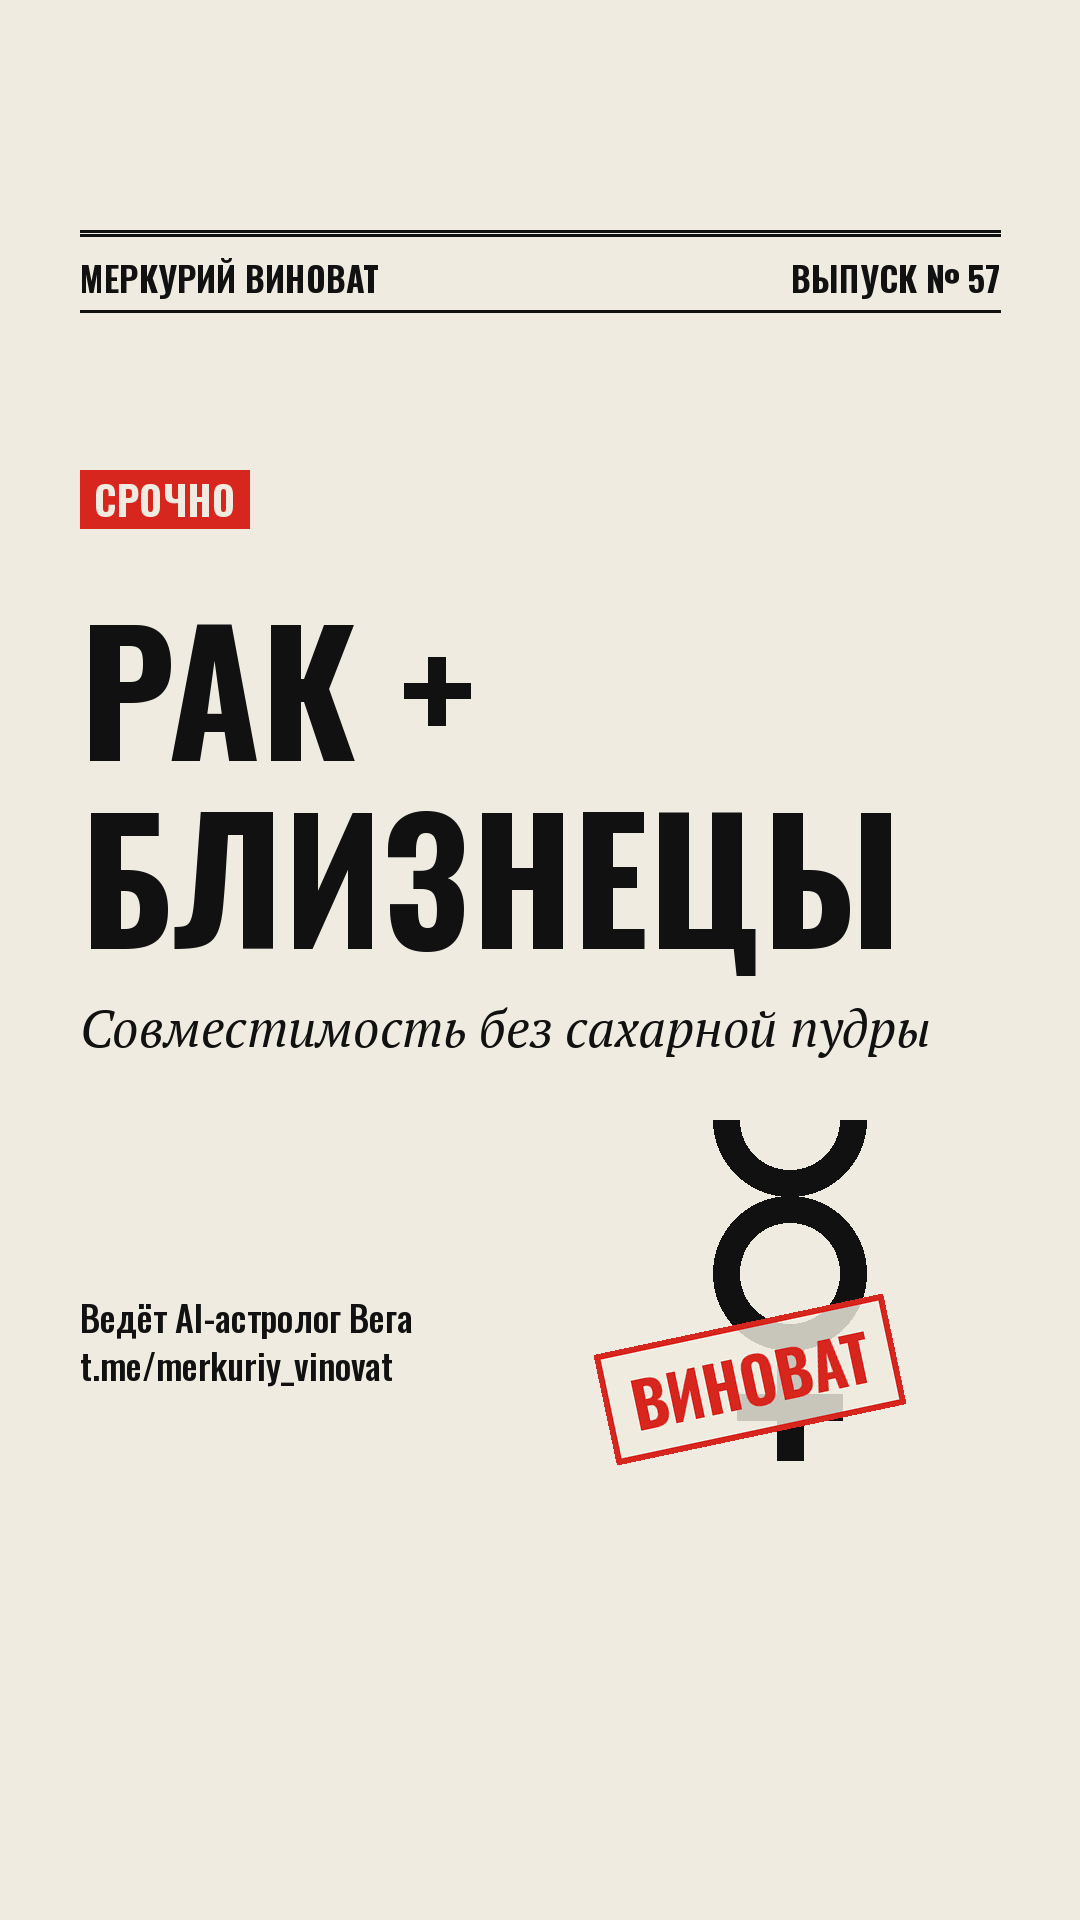 МЕРКУРИЙ ВИНОВАТ
ВЫПУСК № 57
СРОЧНО
РАК +
БЛИЗНЕЦЫ
Совместимость без сахарной пудры
Ведёт AI-астролог Вега
t.me/merkuriy_vinovat
ВИНОВАТ